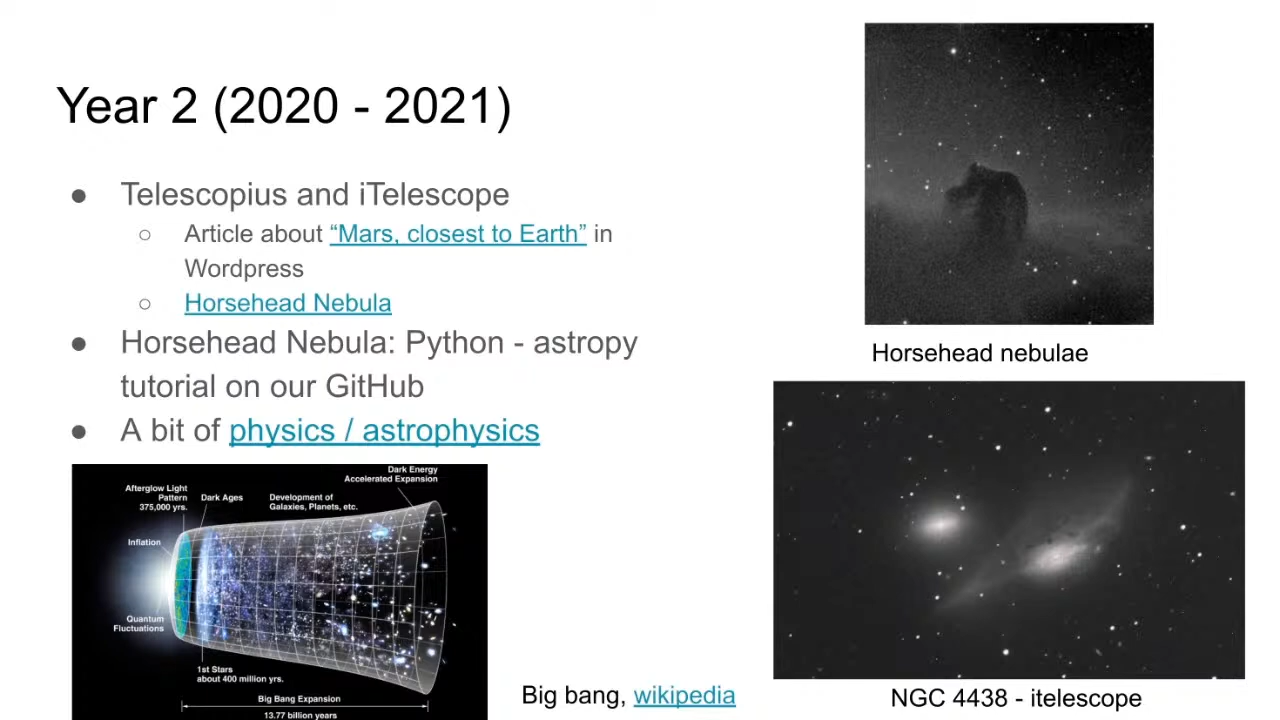 Year 2 (2020 - 2021)
● Telescopius and iTelescope
○ Article about “Mars, closest to Earth” in
Wordpress
○ Horsehead Nebula
● Horsehead Nebula: Python - astropy
tutorial on our GitHub
● A bit of physics / astrophysics
Dark Energy
Accelerated Expansion
Afterglow Light
Pattern
375,000 yrs.
Dark Ages
Development of
Galaxies, Planets, etc.
Inflation
Quantum
Fluctuations
1st Stars
about 400 million yrs.
Big Bang Expansion
13.77 billion years
Big bang, wikipedia
Horsehead nebulae
NGC 4438 - itelescope